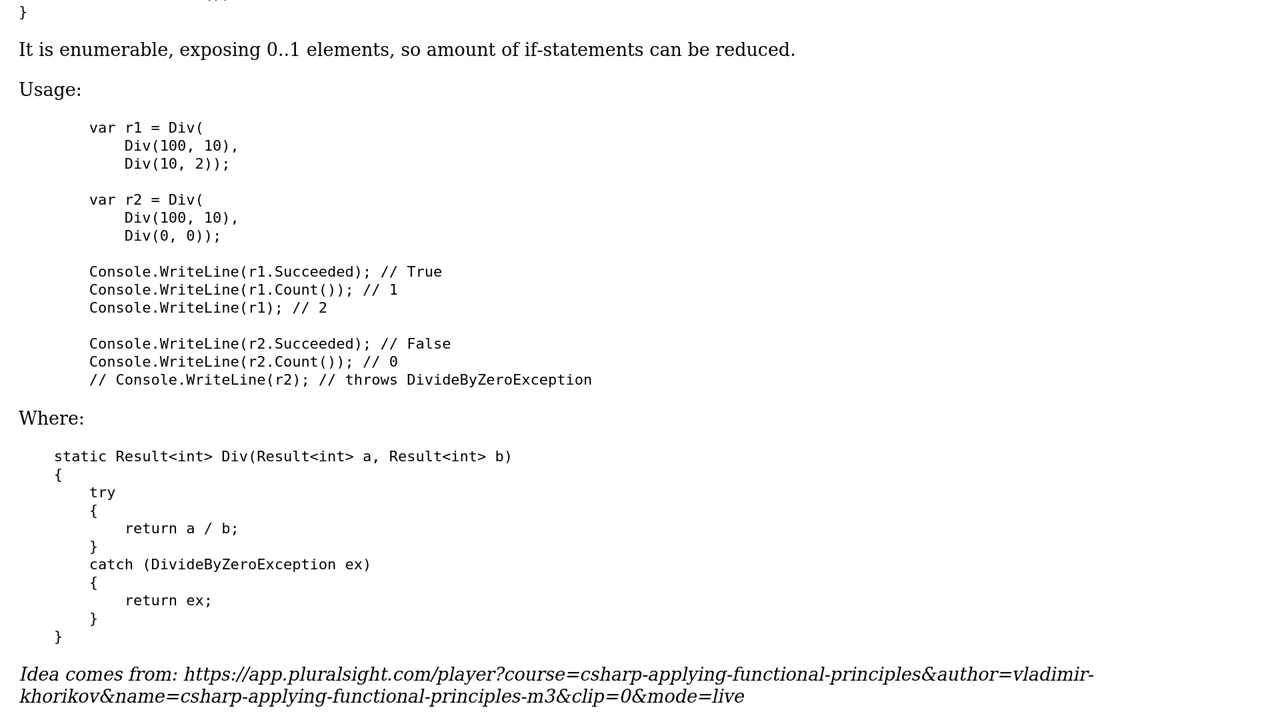 }
It is enumerable, exposing 0..1 elements, so amount of if-statements can be reduced.
Usage:
        var r1 = Div(
            Div(100, 10),
            Div(10, 2));

        var r2 = Div(
            Div(100, 10),
            Div(0, 0));

        Console.WriteLine(r1.Succeeded); // True
        Console.WriteLine(r1.Count()); // 1
        Console.WriteLine(r1); // 2

        Console.WriteLine(r2.Succeeded); // False
        Console.WriteLine(r2.Count()); // 0
        // Console.WriteLine(r2); // throws DivideByZeroException
Where:
    static Result<int> Div(Result<int> a, Result<int> b)
    {
        try
        {
            return a / b;
        }
        catch (DivideByZeroException ex)
        {
            return ex;
        }
    }
Idea comes from: https://app.pluralsight.com/player?course=csharp-applying-functional-principles&author=vladimir-
khorikov&name=csharp-applying-functional-principles-m3&clip=0&mode=live